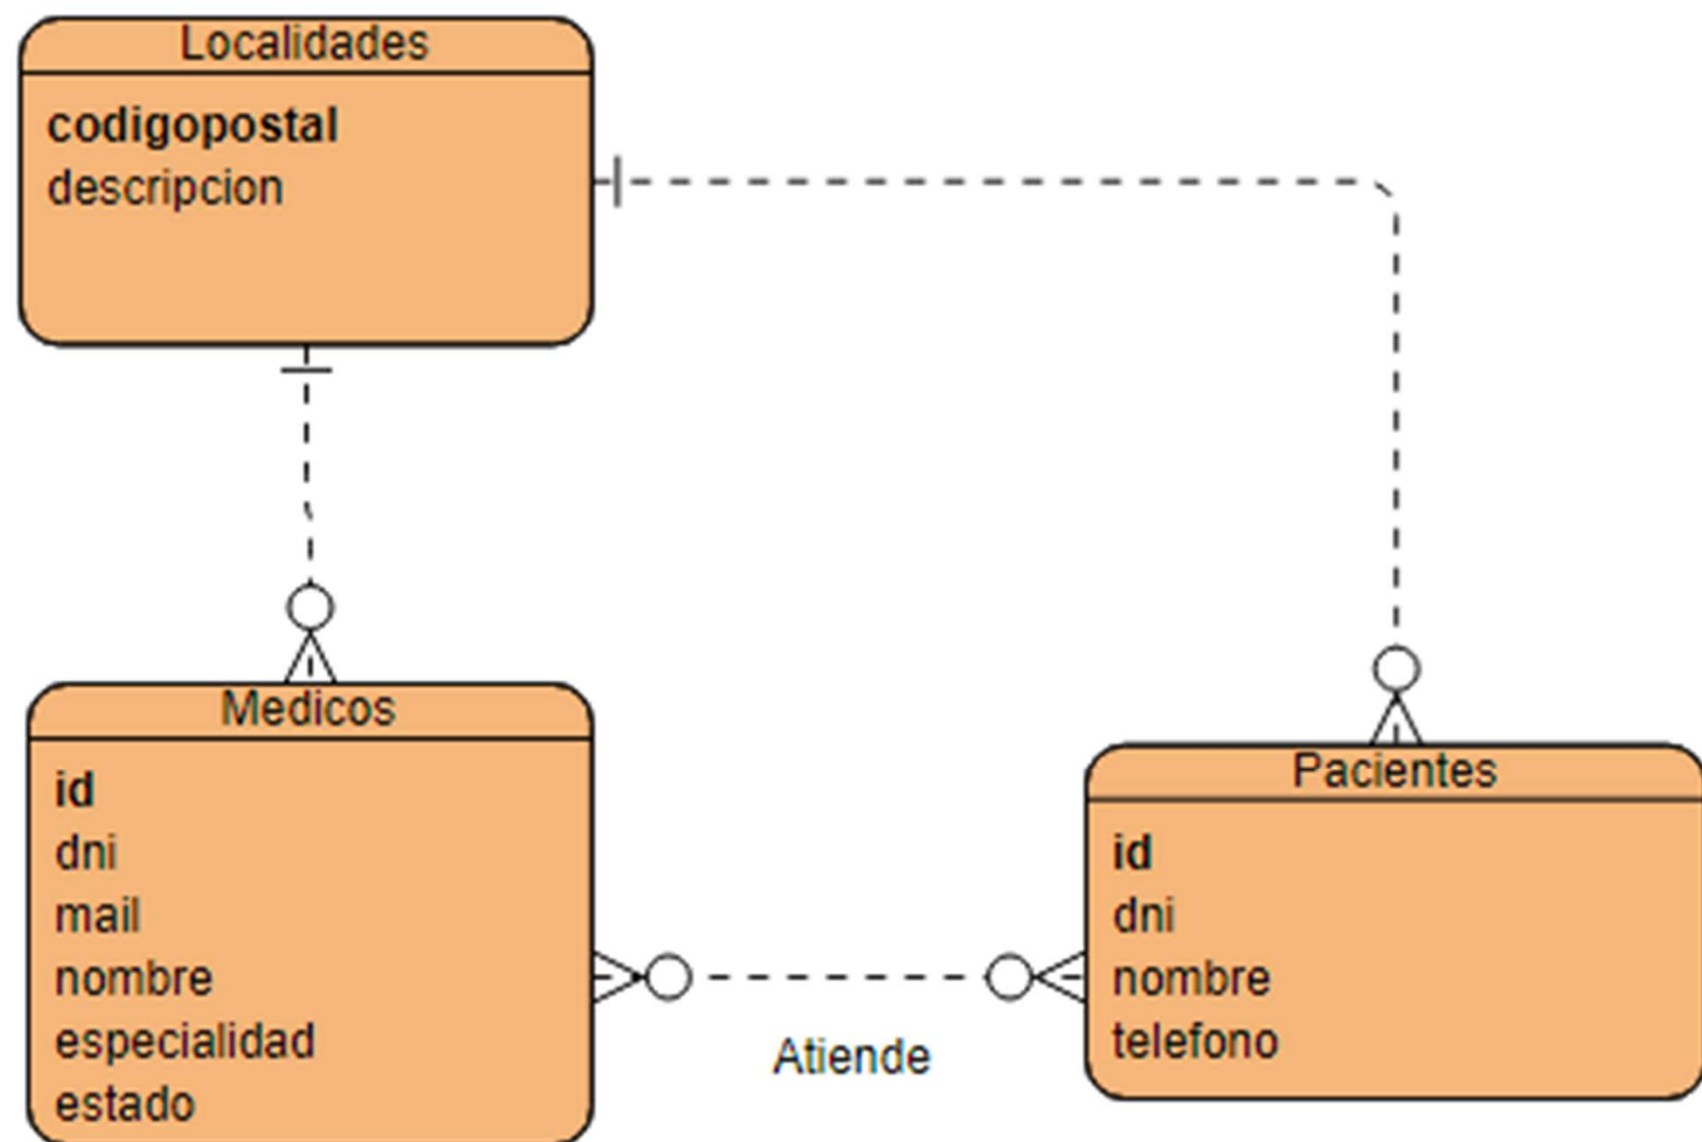 Localidades
codigopostal
descripcion
Medicos
id
dni
mail
nombre
especialidad
estado
Atiende
Pacientes
id
dni
nombre
telefono